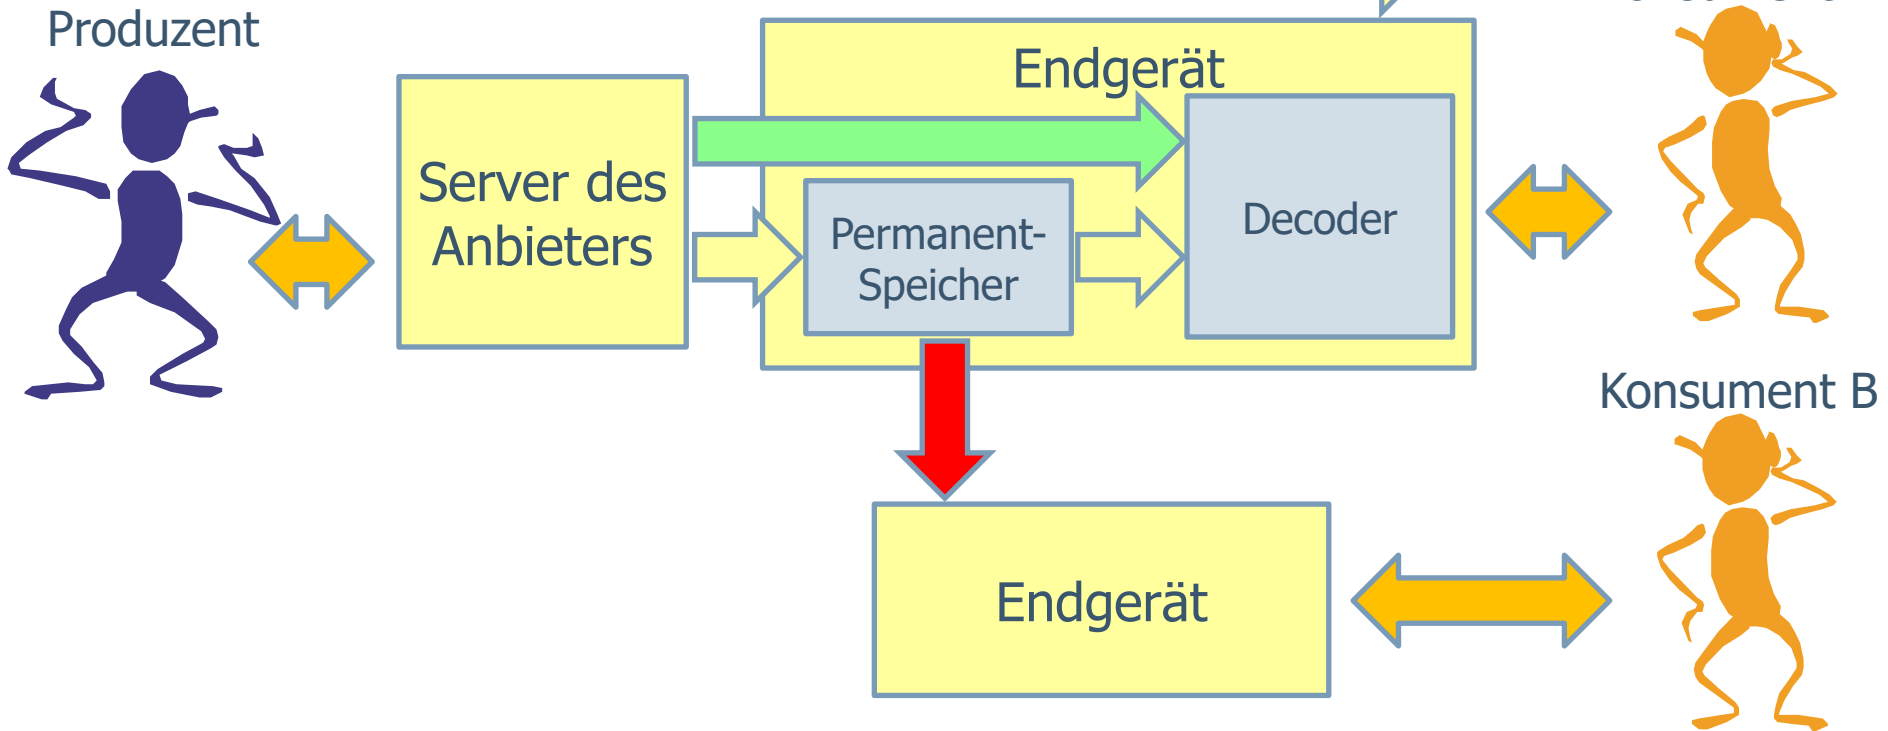 Produzent
Endgerät
Server des
Anbieters
Permanent-
Speicher
Decoder
Konsument B
Endgerät